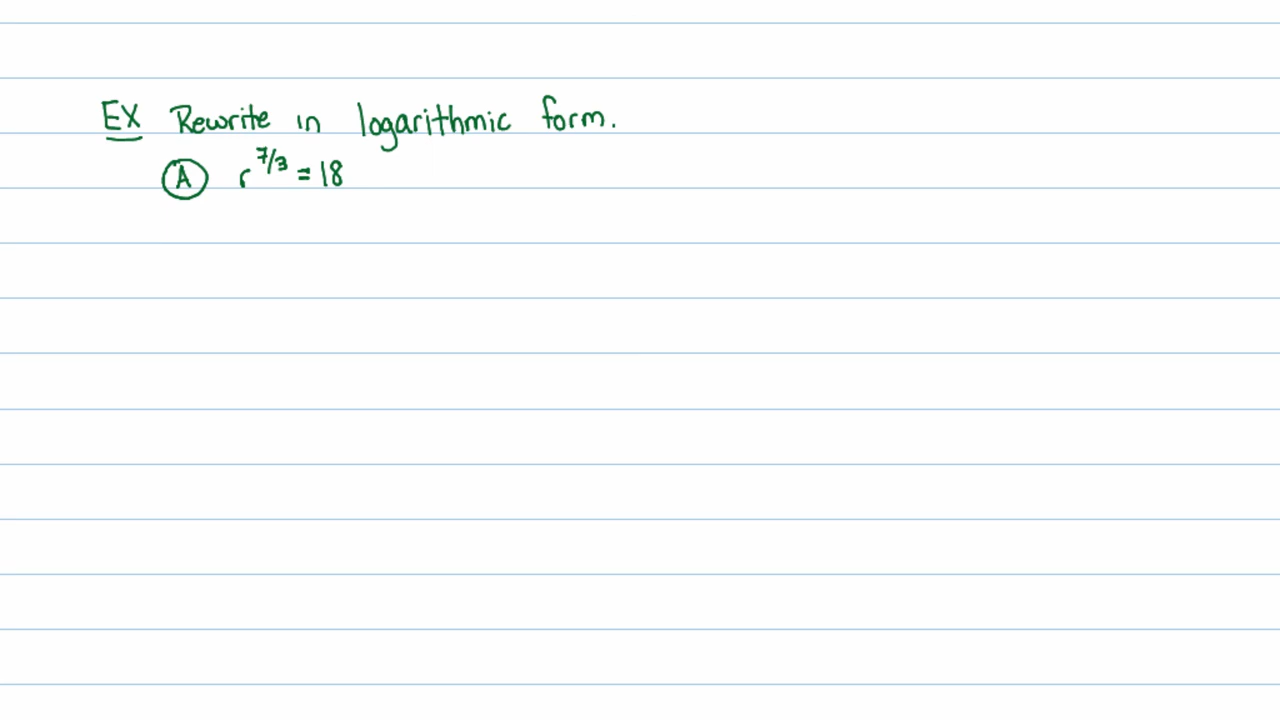 EX Rewrite in logarithmic form.
Ⓐ r^7/3 = 18